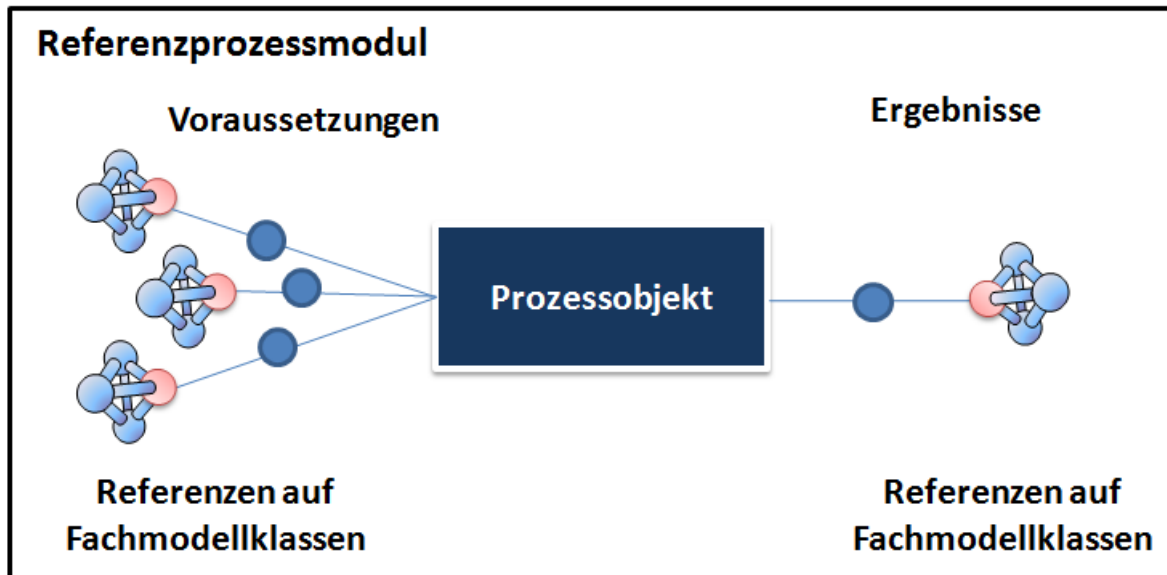 Referenzprozessmodul
Voraussetzungen
Ergebnisse
Prozessobjekt
Referenzen auf
Fachmodellklassen
Referenzen auf
Fachmodellklassen